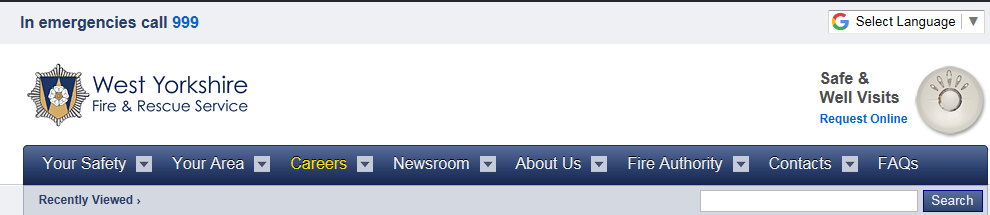 In emergencies call 999
Select Language
West Yorkshire
Fire & Rescue Service
Safe &
Well Visits
Request Online
Your Safety Your Area Careers Newsroom About Us Fire Authority Contacts FAQs
Recently Viewed ›
Search